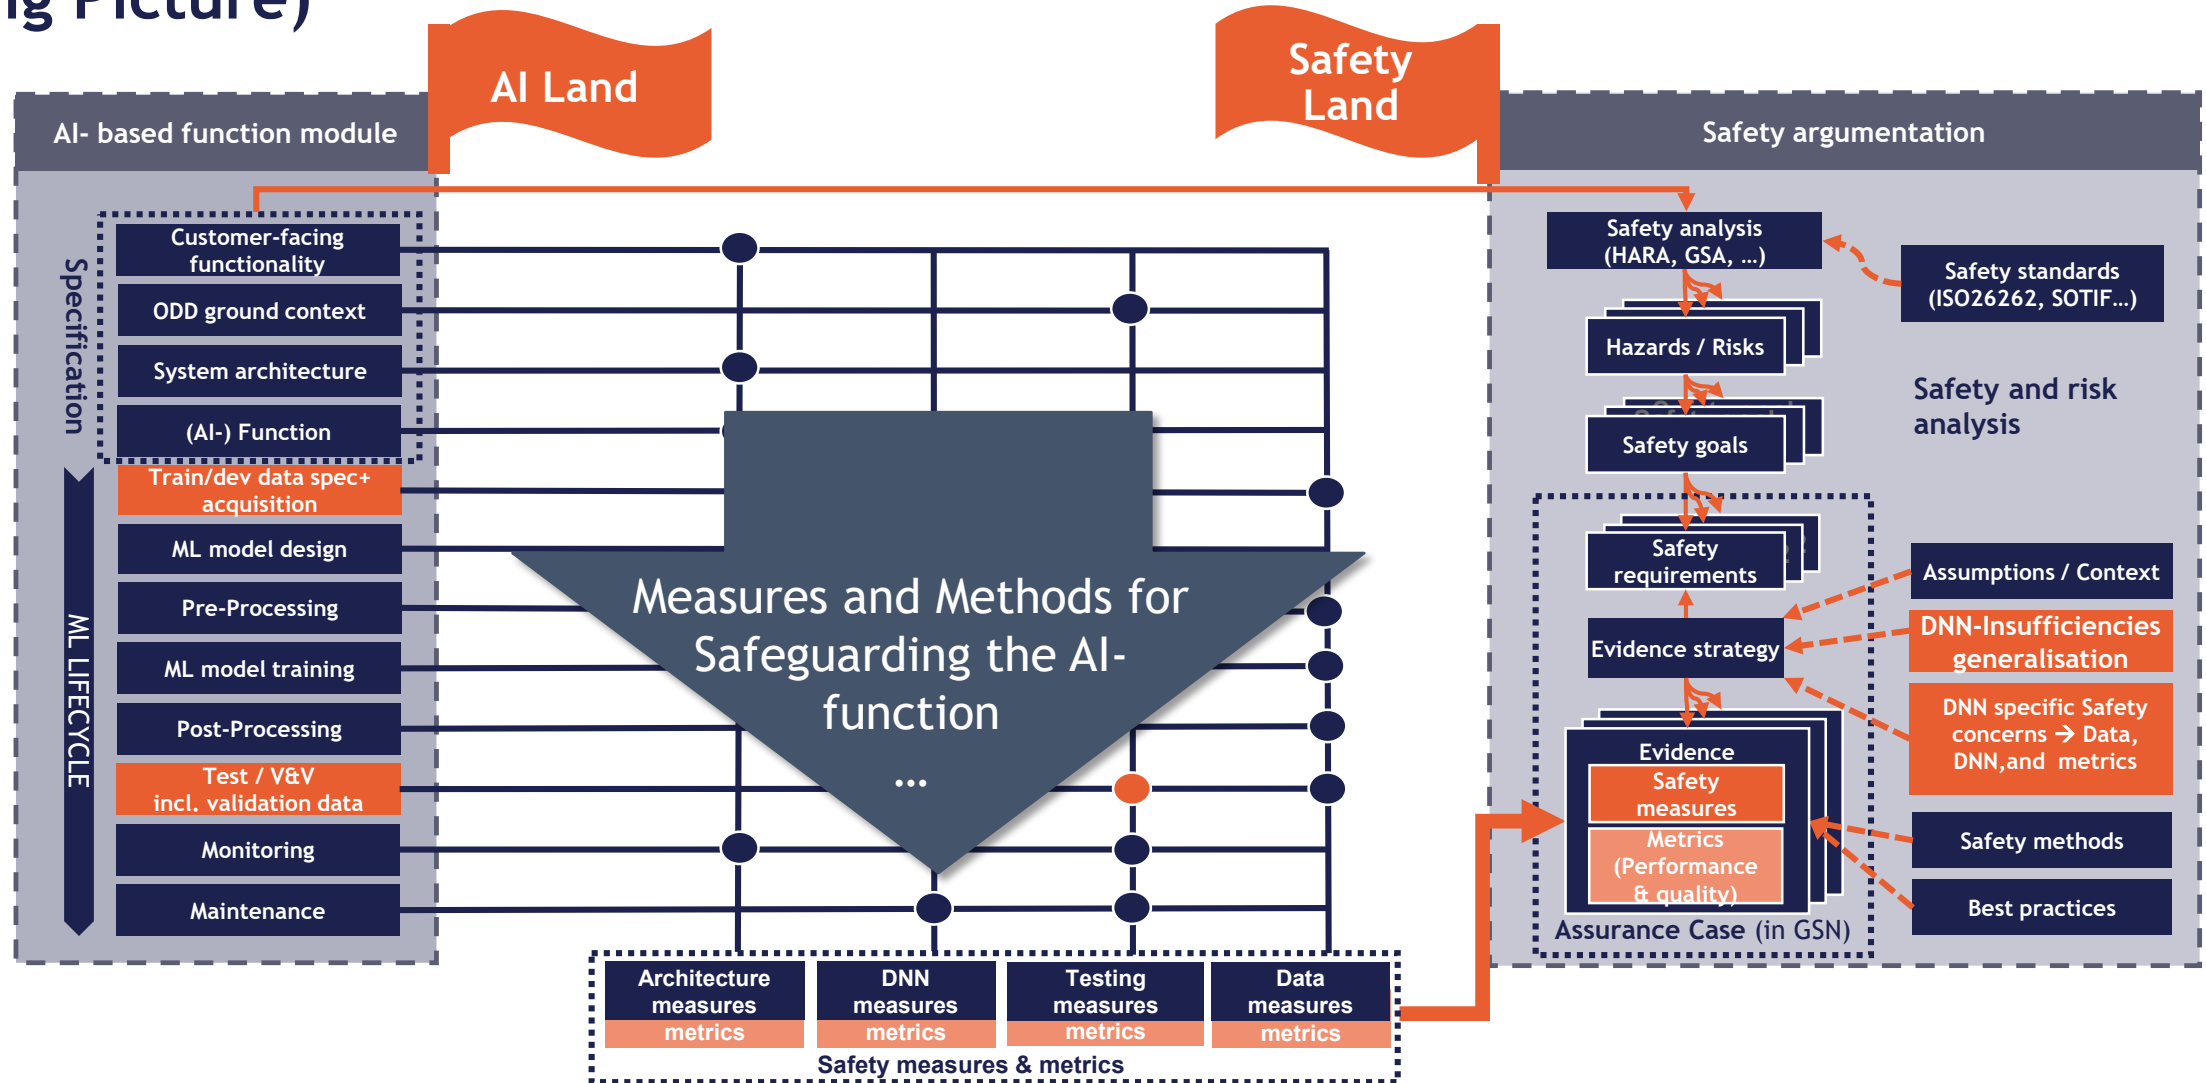 ng Picture)
AI Land
Safety
Land
AI- based function module
Safety argumentation
Specification
Customer-facing
functionality
ODD ground context
System architecture
(AI-) Function
ML LIFECYCLE
Train/dev data spec+
acquisition
ML model design
Pre-Processing
ML model training
Post-Processing
Test / V&V
incl. validation data
Monitoring
Maintenance
Measures and Methods for
Safeguarding the AI-
function
...
Architecture
measures
metrics
DNN
measures
metrics
Testing
measures
metrics
Data
measures
metrics
Safety measures & metrics
Safety analysis
(HARA, GSA, …)
Safety standards
(ISO26262, SOTIF…)
Hazards / Risks
Safety and risk
analysis
Safety goals
Safety
requirements
Assumptions / Context
Evidence strategy
DNN-Insufficiencies
generalisation
DNN specific Safety
concerns → Data,
DNN,and metrics
Evidence
Safety
measures
Metrics
(Performance
& quality)
Safety methods
Best practices
Assurance Case (in GSN)